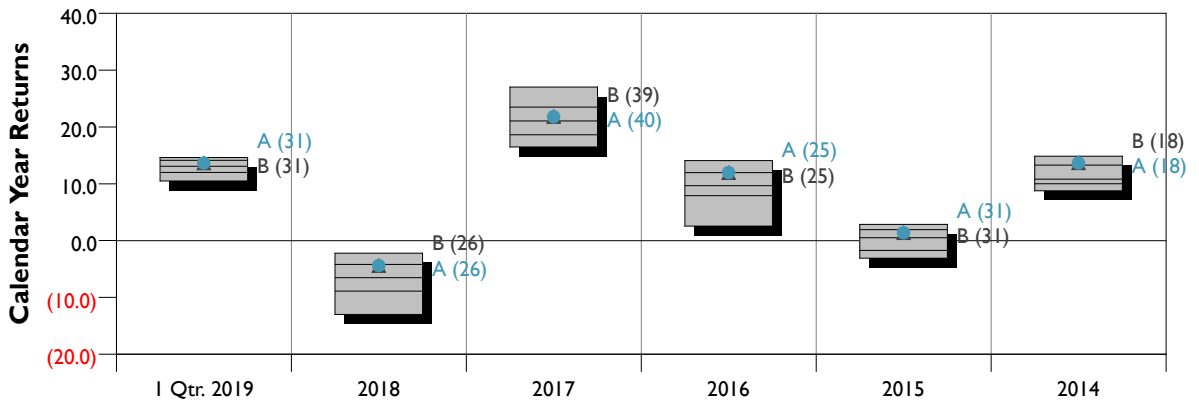 Calendar Year Returns
40.0
30.0
20.0
10.0
0.0
(10.0)
(20.0)
A (31)
B (31)
B (26)
A (26)
B (39)
A (40)
A (25)
B (25)
A (31)
B (31)
B (18)
A (18)
1 Qtr. 2019
2018
2017
2016
2015
2014